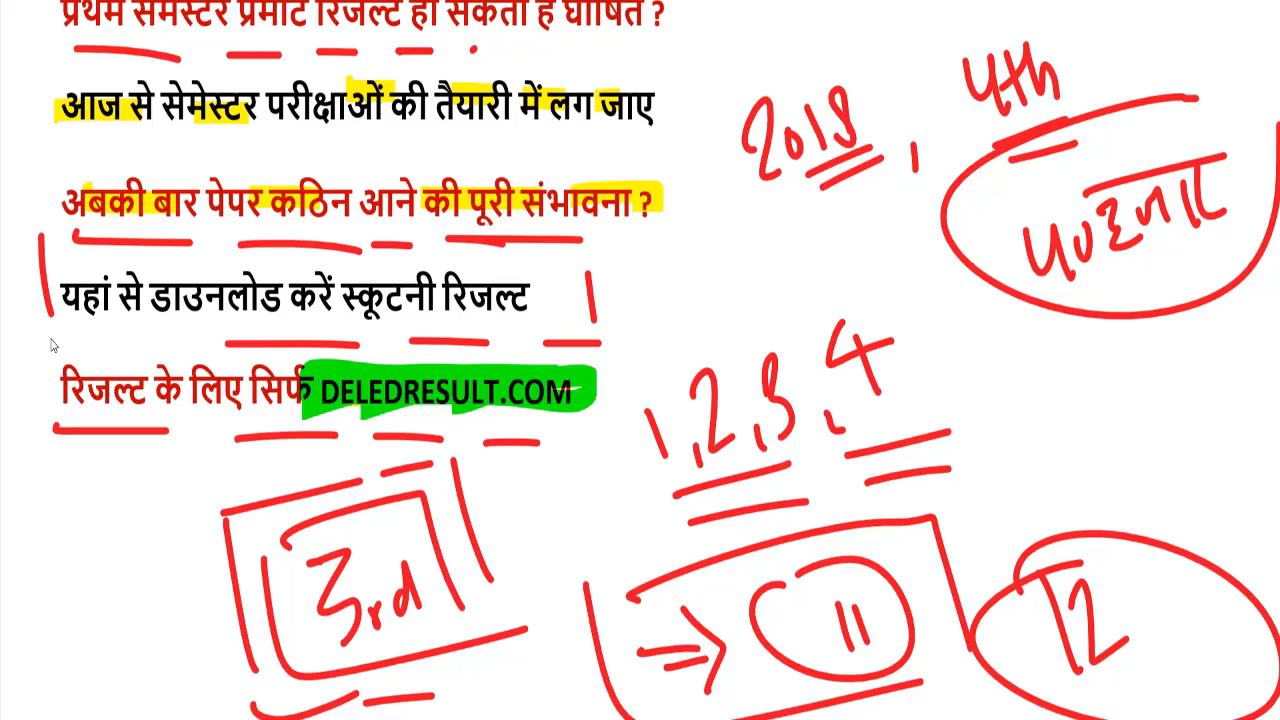 प्रथम सेमेस्टर प्रमोट रिजल्ट हो सकता है घोषित ?
आज से सेमेस्टर परीक्षाओं की तैयारी में लग जाए
अबकी बार पेपर कठिन आने की पूरी संभावना ?
यहां से डाउनलोड करें स्कूटनी रिजल्ट
रिजल्ट के लिए सिर्फ DELEDRESULT.COM
2018, 4th
1, 2, 3, 4
3rd
⇒ 11
12